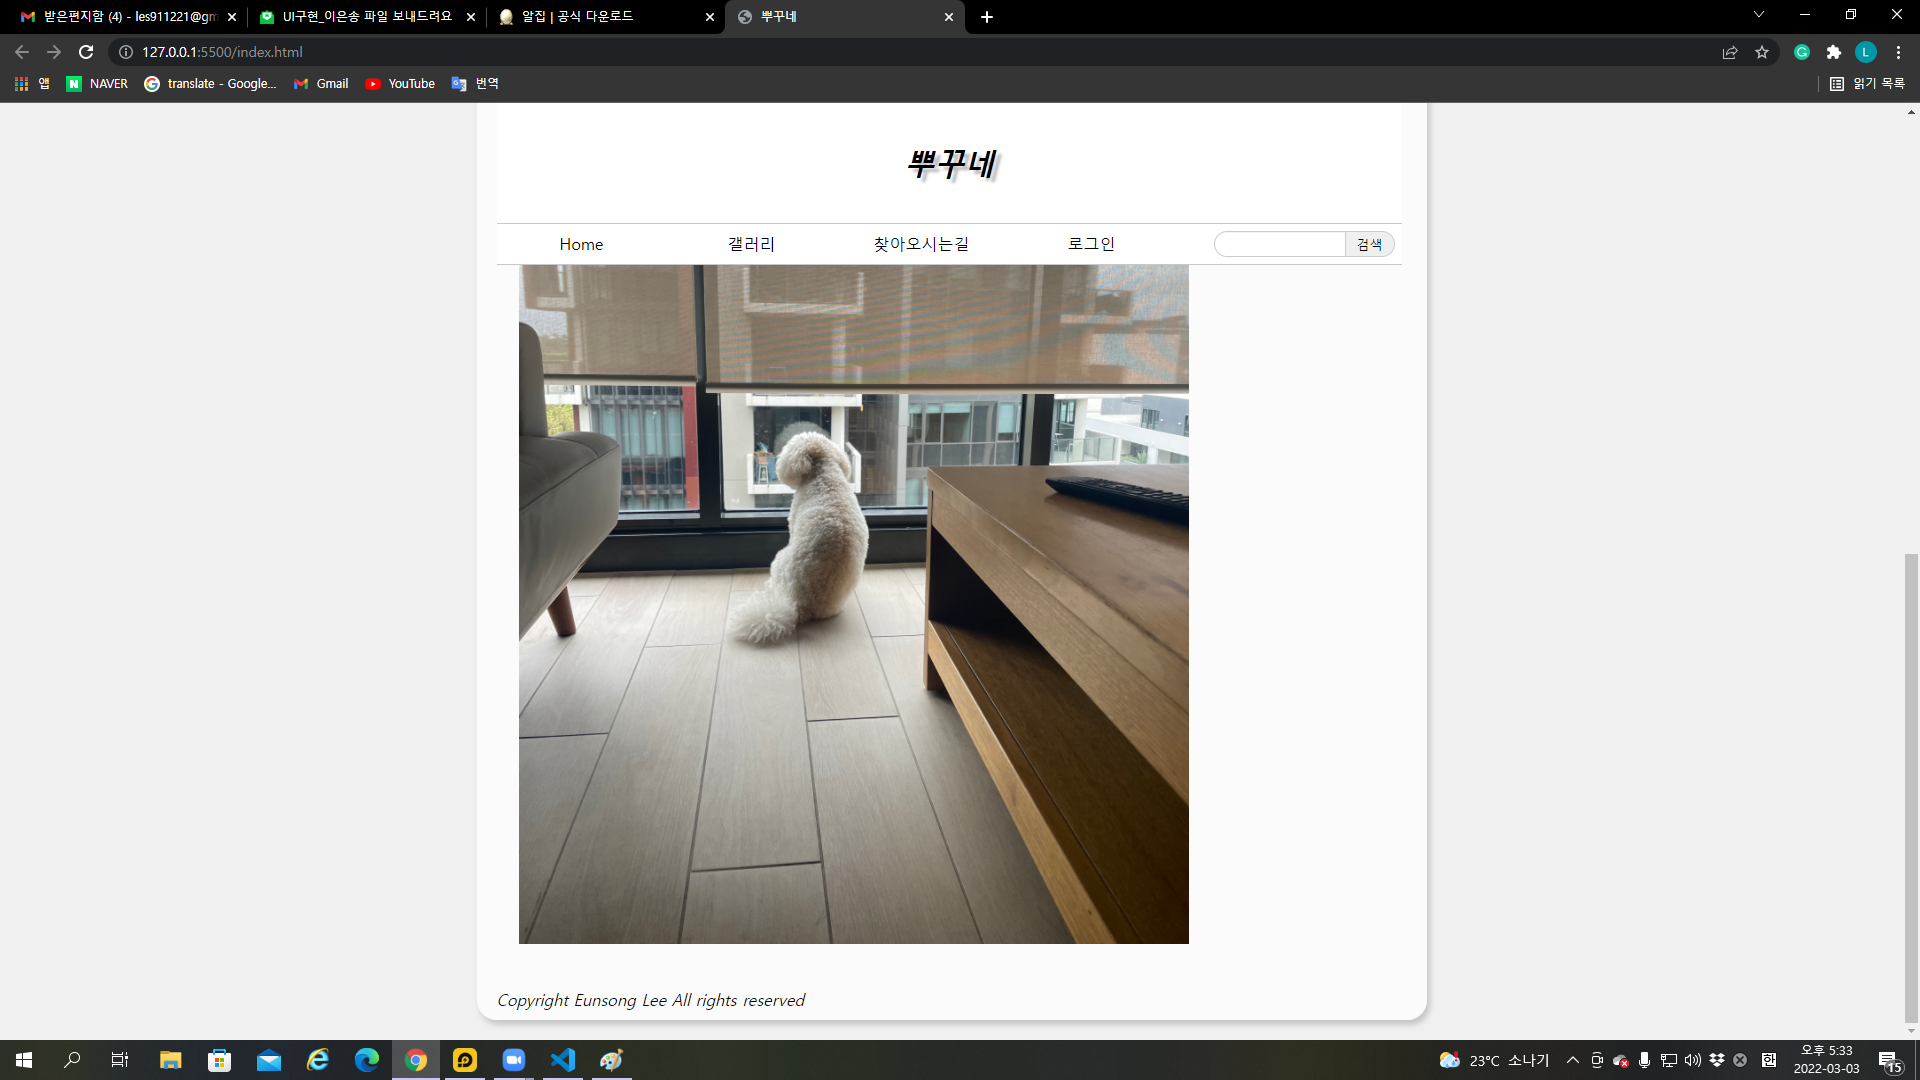 받은편지함 (4) - les911221@gm
UI구현_이은송 파일 보내드려요
알집 | 공식 다운로드
뿌꾸네
127.0.0.1:5500/index.html
앱
NAVER
translate - Google...
Gmail
YouTube
번역
읽기 목록
뿌꾸네
Home 갤러리 찾아오시는길 로그인 검색
Copyright Eunsong Lee All rights reserved
23°C 소나기
한
오후 5:33
2022-03-03
15